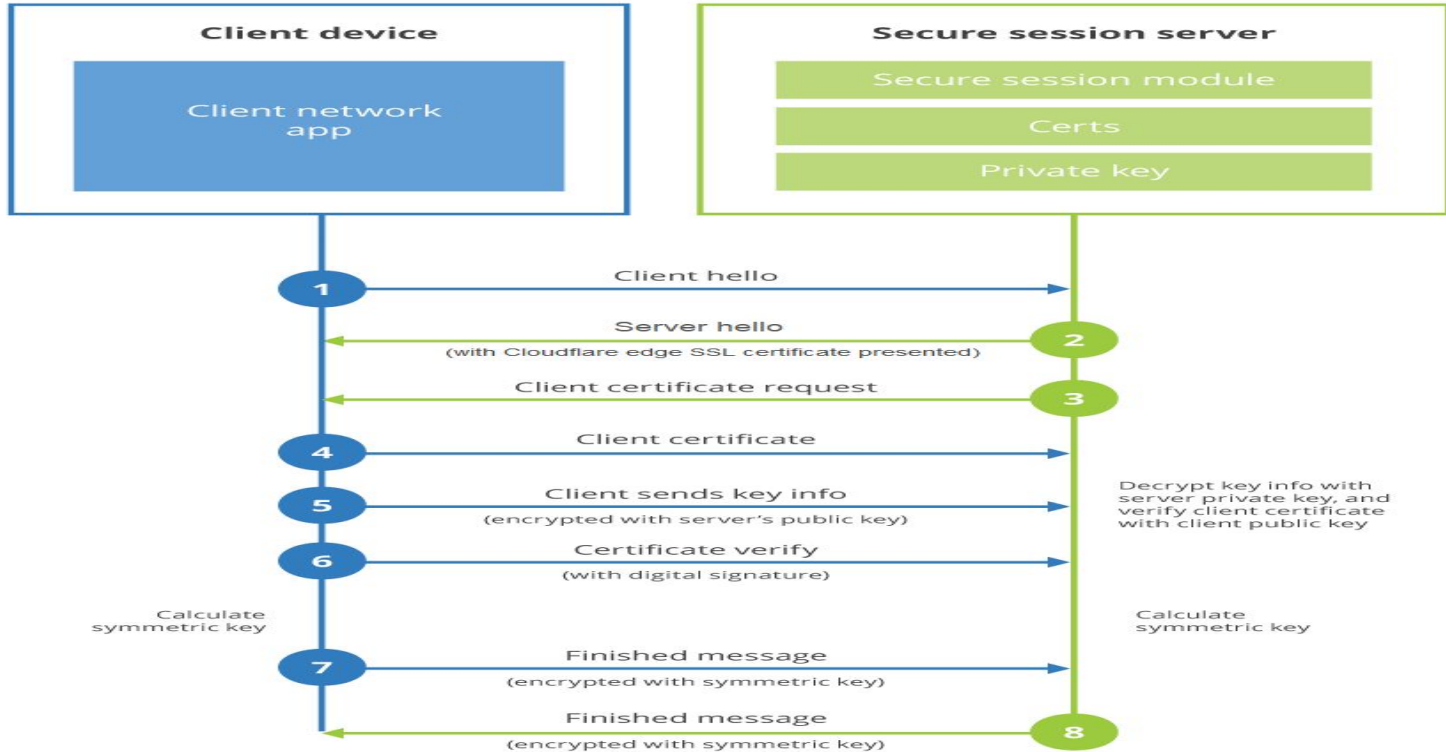 Client device
Client network
app
Secure session server
Secure session module
Certs
Private key
1
Client hello
Server hello
2
(with Cloudflare edge SSL certificate presented)
Client certificate request
3
4
Client certificate
5
Client sends key info
(encrypted with server's public key)
Decrypt key info with
server private key, and
verify client certificate
with client public key
6
Certificate verify
(with digital signature)
Calculate
symmetric key
Calculate
symmetric key
7
Finished message
(encrypted with symmetric key)
Finished message
8
(encrypted with symmetric key)